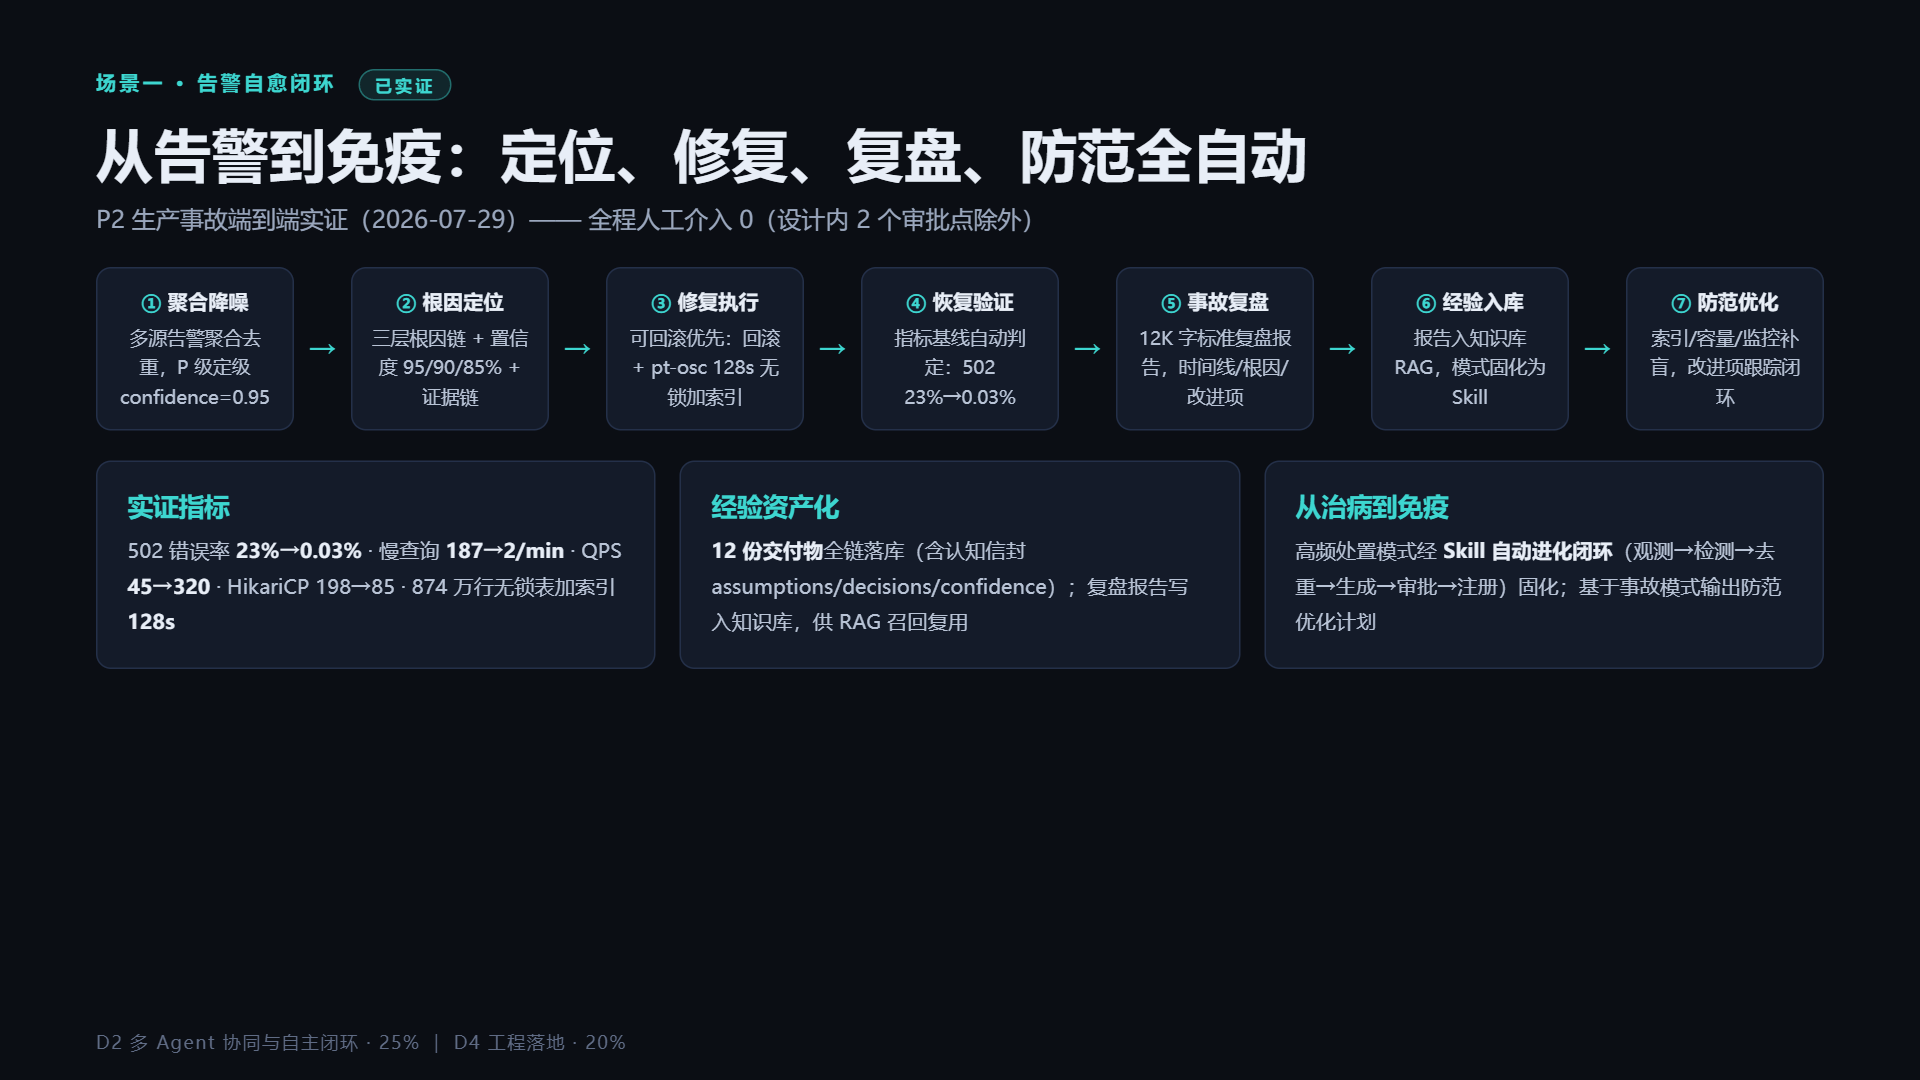 场景一 · 告警自愈闭环 已实证
从告警到免疫：定位、修复、复盘、防范全自动
P2 生产事故端到端实证（2026-07-29）—— 全程人工介入 0（设计内 2 个审批点除外）
① 聚合降噪
多源告警聚合去
重，P 级定级
confidence=0.95
→
② 根因定位
三层根因链 + 置信
度 95/90/85% +
证据链
→
③ 修复执行
可回滚优先：回滚
+ pt-osc 128s 无
锁加索引
→
④ 恢复验证
指标基线自动判
定：502
23%→0.03%
→
⑤ 事故复盘
12K 字标准复盘报
告，时间线/根因/
改进项
→
⑥ 经验入库
报告入知识库
RAG，模式固化为
Skill
→
⑦ 防范优化
索引/容量/监控补
盲，改进项跟踪闭
环
实证指标
502 错误率 23%→0.03% · 慢查询 187→2/min · QPS
45→320 · HikariCP 198→85 · 874 万行无锁表加索引
128s
经验资产化
12 份交付物全链落库（含认知信封
assumptions/decisions/confidence）；复盘报告写
入知识库，供 RAG 召回复用
从治病到免疫
高频处置模式经 Skill 自动进化闭环（观测→检测→去
重→生成→审批→注册）固化；基于事故模式输出防范
优化计划
D2 多 Agent 协同与自主闭环 · 25% | D4 工程落地 · 20%